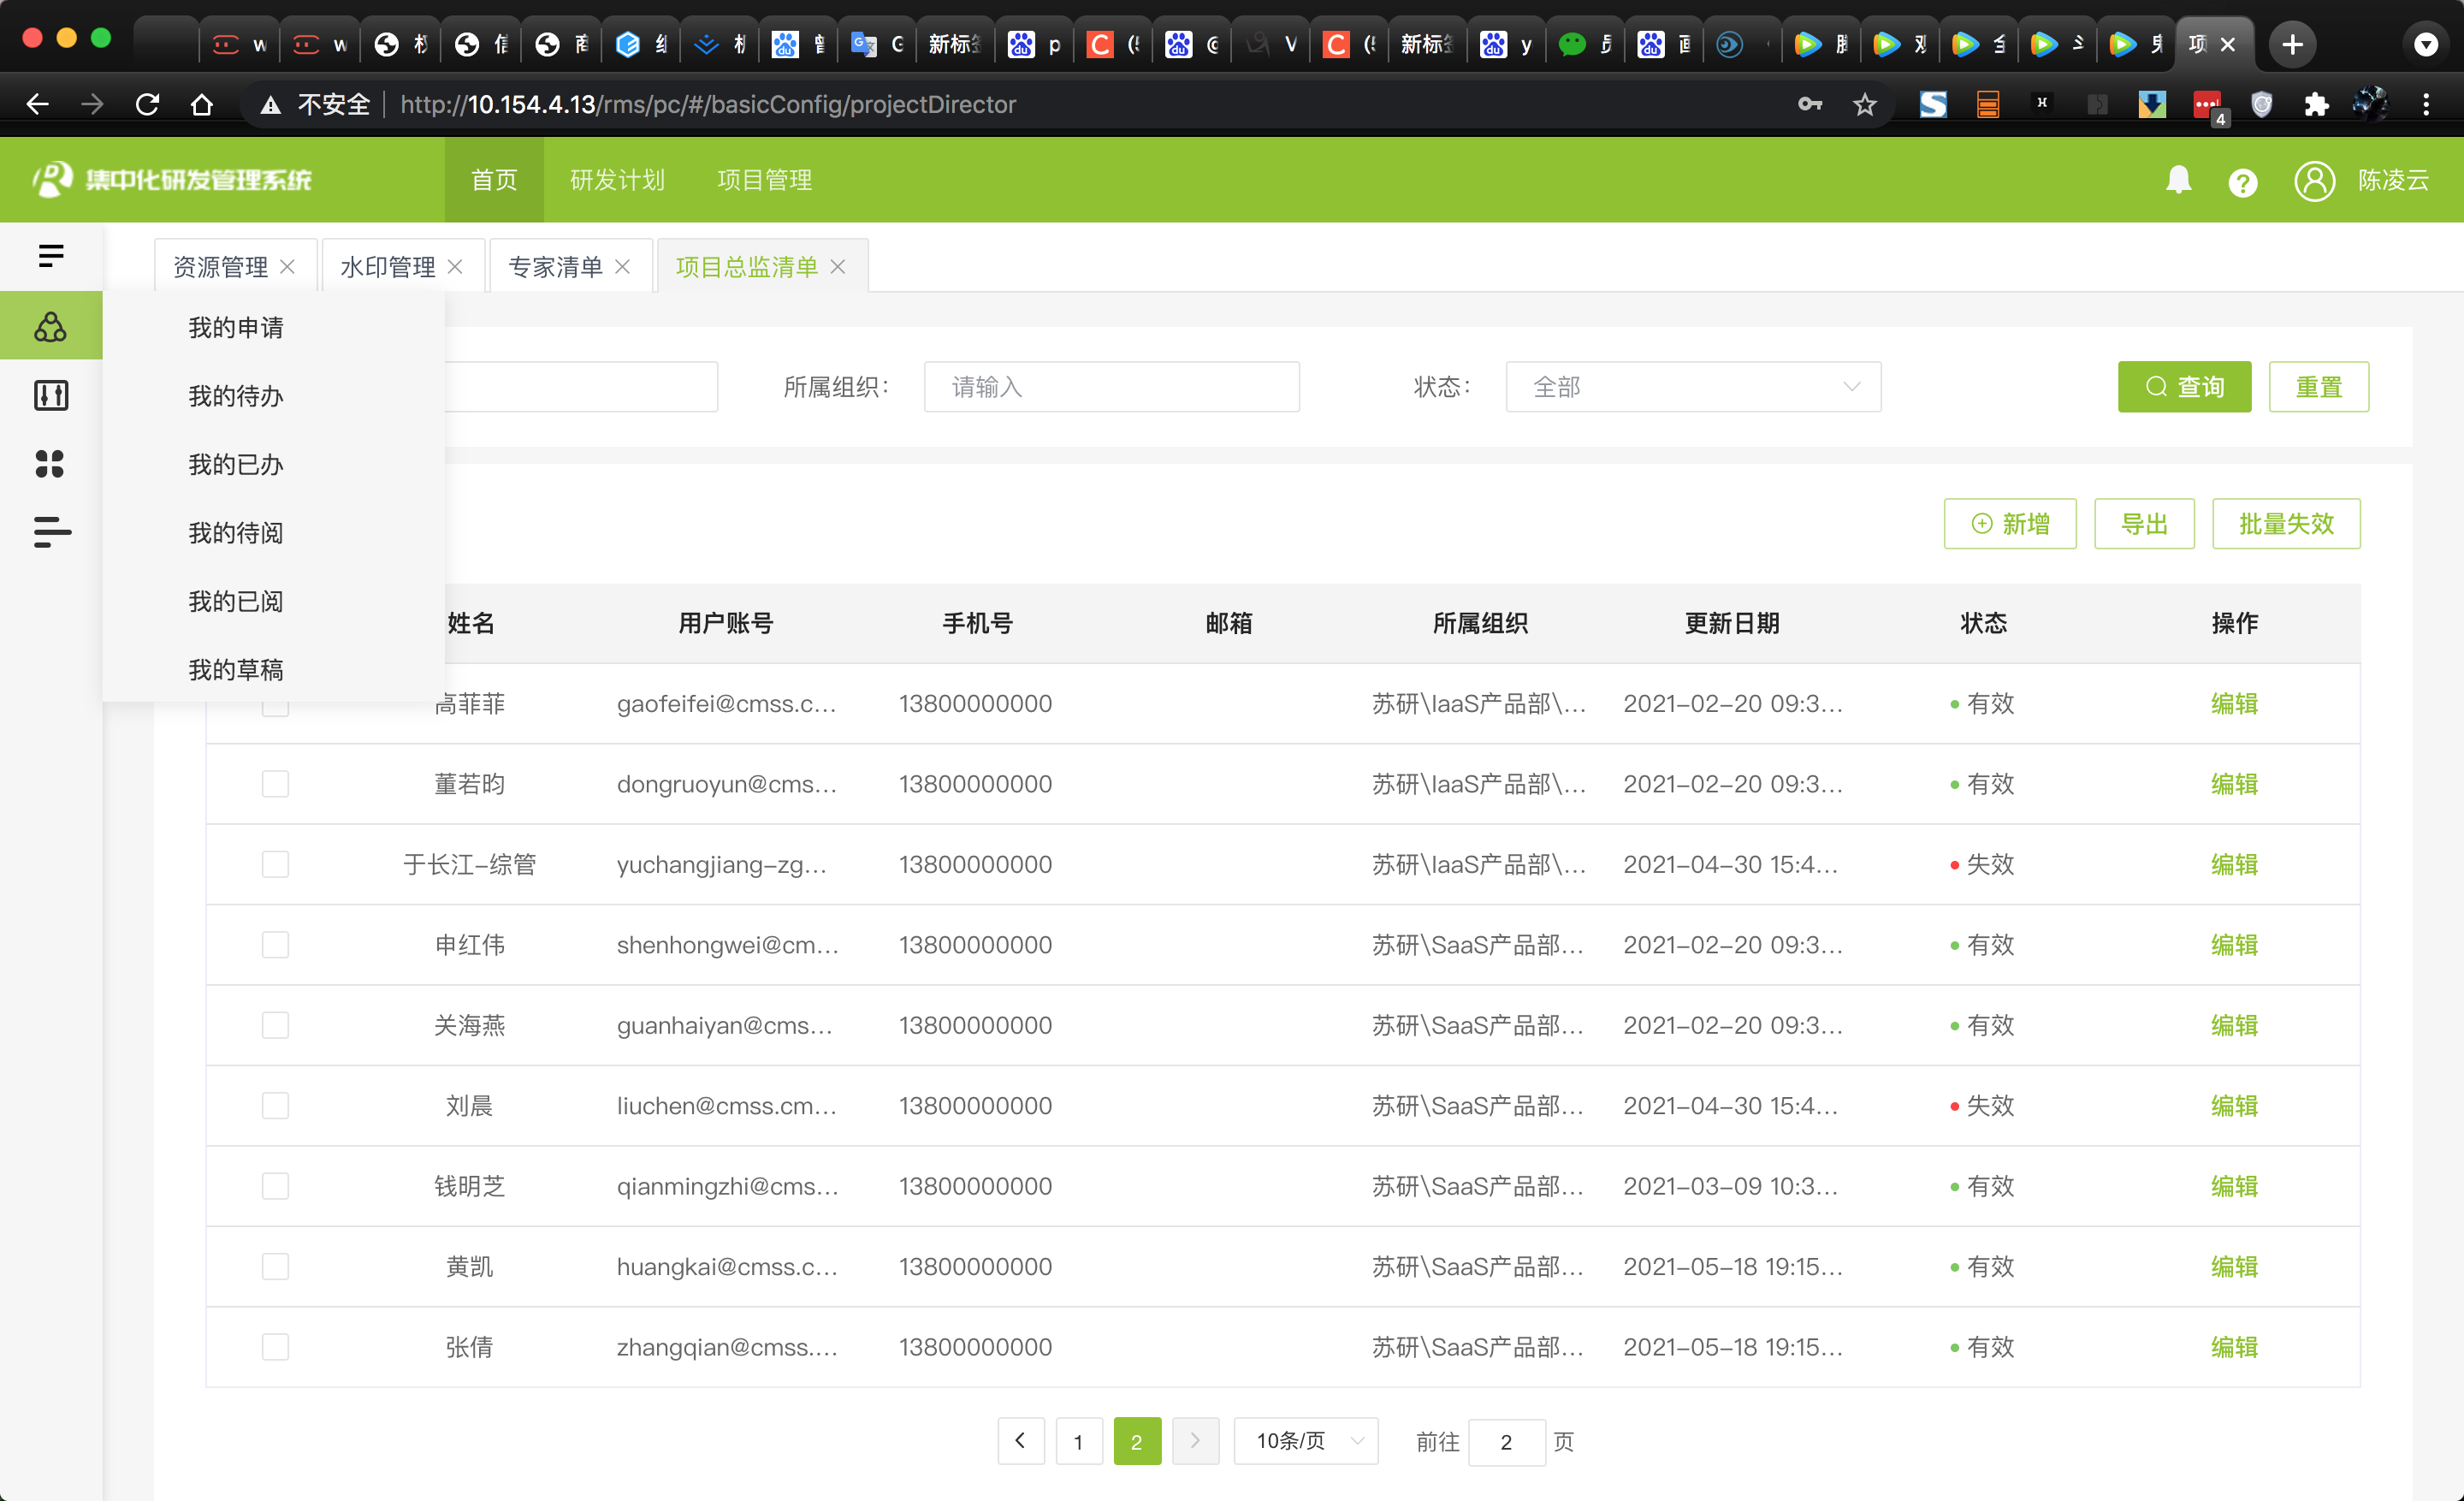 新标签
新标签
不安全 http://10.154.4.13/rms/pc/#/basicConfig/projectDirector 4
集中化研发管理系统 首页 研发计划 项目管理 陈凌云
资源管理 水印管理 专家清单 项目总监清单
我的申请
我的待办
我的已办
我的待阅
我的已阅
我的草稿
所属组织: 请输入 状态: 全部 查询 重置
新增 导出 批量失效
姓名 用户账号 手机号 邮箱 所属组织 更新日期 状态 操作
高菲菲 gaofeifei@cmss.c... 13800000000 苏研\IaaS产品部\... 2021-02-20 09:3... 有效 编辑
董若昀 dongruoyun@cms... 13800000000 苏研\IaaS产品部\... 2021-02-20 09:3... 有效 编辑
于长江-综管 yuchangjiang-zg... 13800000000 苏研\IaaS产品部\... 2021-04-30 15:4... 失效 编辑
申红伟 shenhongwei@cm... 13800000000 苏研\SaaS产品部... 2021-02-20 09:3... 有效 编辑
关海燕 guanhaiyan@cms... 13800000000 苏研\SaaS产品部... 2021-02-20 09:3... 有效 编辑
刘晨 liuchen@cmss.cm... 13800000000 苏研\SaaS产品部... 2021-04-30 15:4... 失效 编辑
钱明芝 qianmingzhi@cms... 13800000000 苏研\SaaS产品部... 2021-03-09 10:3... 有效 编辑
黄凯 huangkai@cmss.c... 13800000000 苏研\SaaS产品部... 2021-05-18 19:15... 有效 编辑
张倩 zhangqian@cmss.... 13800000000 苏研\SaaS产品部... 2021-05-18 19:15... 有效 编辑
1 2 10条/页 前往 2 页